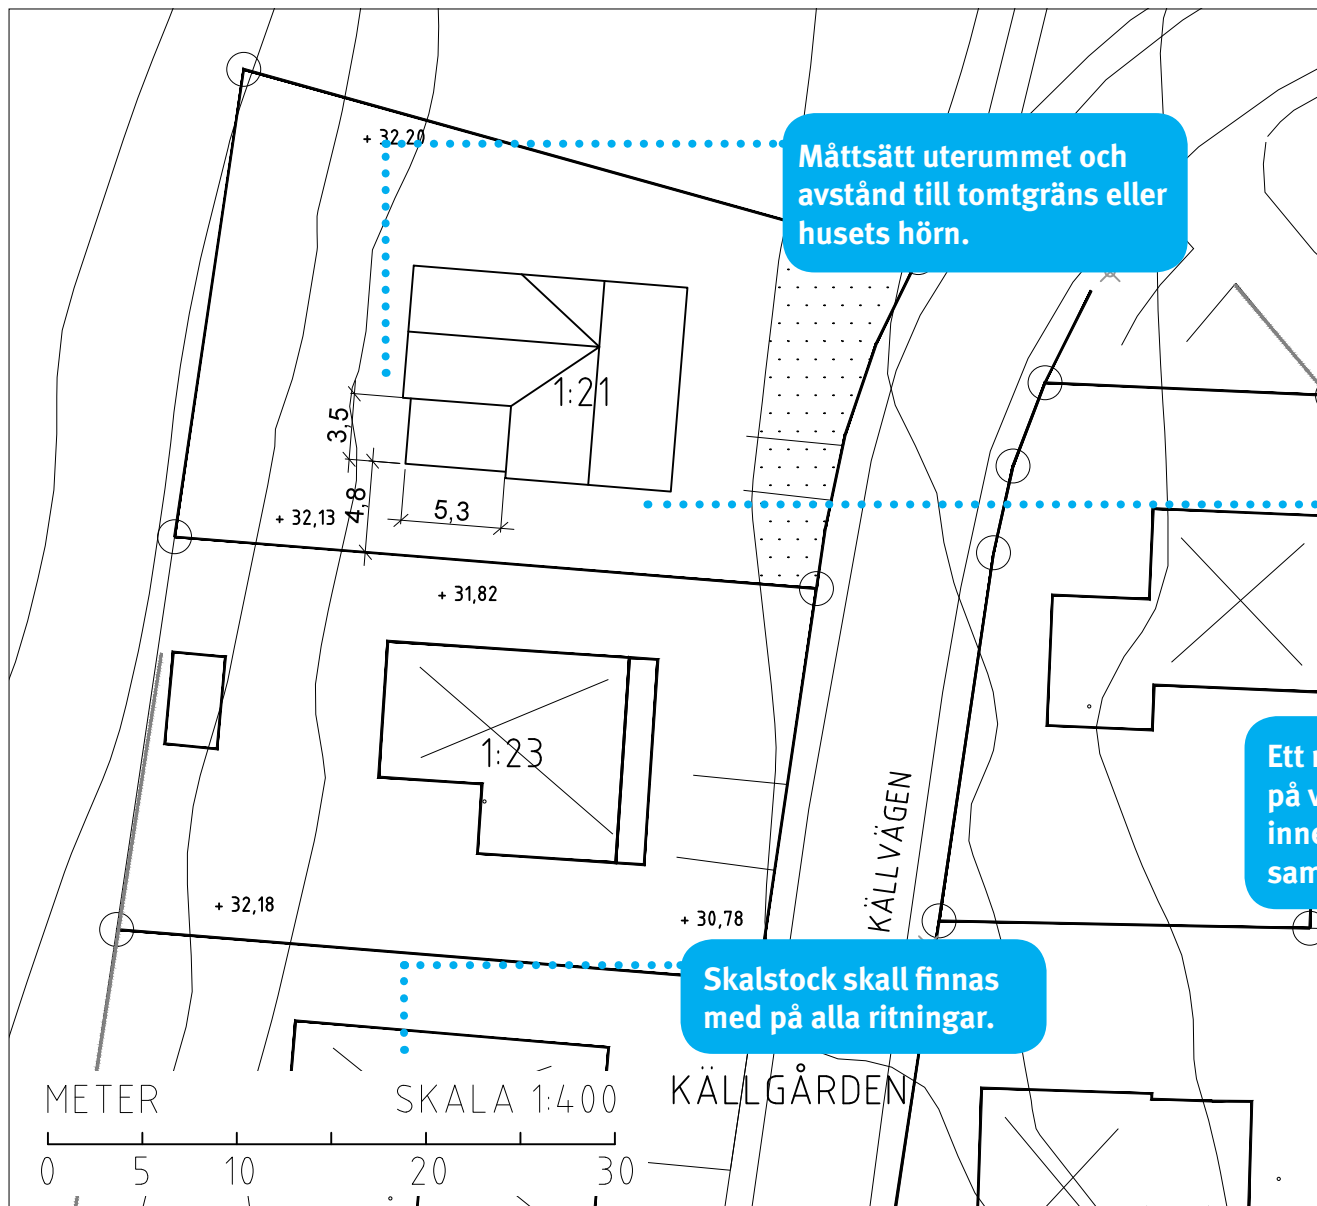 + 32,20
Måttsätt uterummet och
avstånd till tomtgräns eller
husets hörn.
1:21
3,5
4,8
5,3
+ 32,13
+ 31,82
1:23
KÄLLVÄGEN
Ett
på
+ 32,18
+ 30,78
Skalstock skall finnas
med på alla ritningar.
KÄLLGÅRDEN
METER SKALA 1:400
0 5 10 20 30